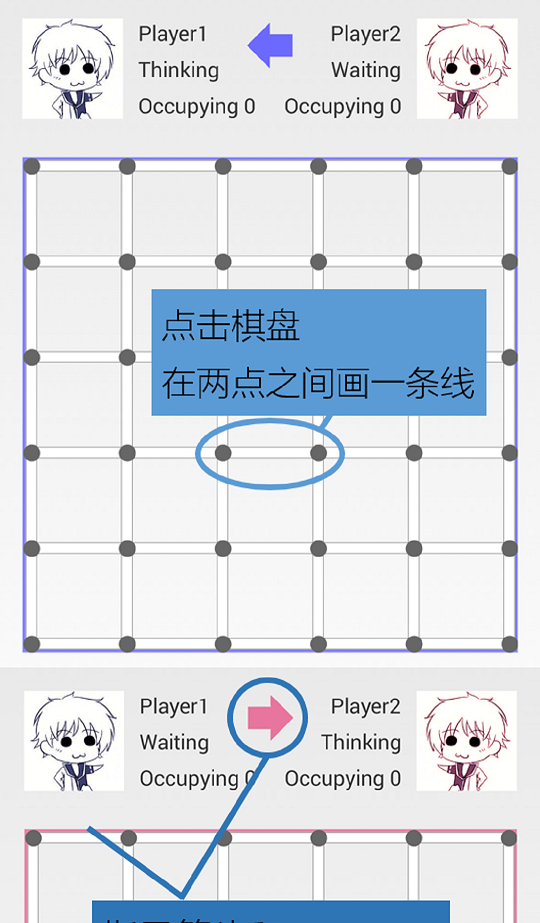 Player1 Player2
Thinking Waiting
Occupying 0 Occupying 0
点击棋盘
在两点之间画一条线
Player1 Player2
Waiting Thinking
Occupying 0 Occupying 0